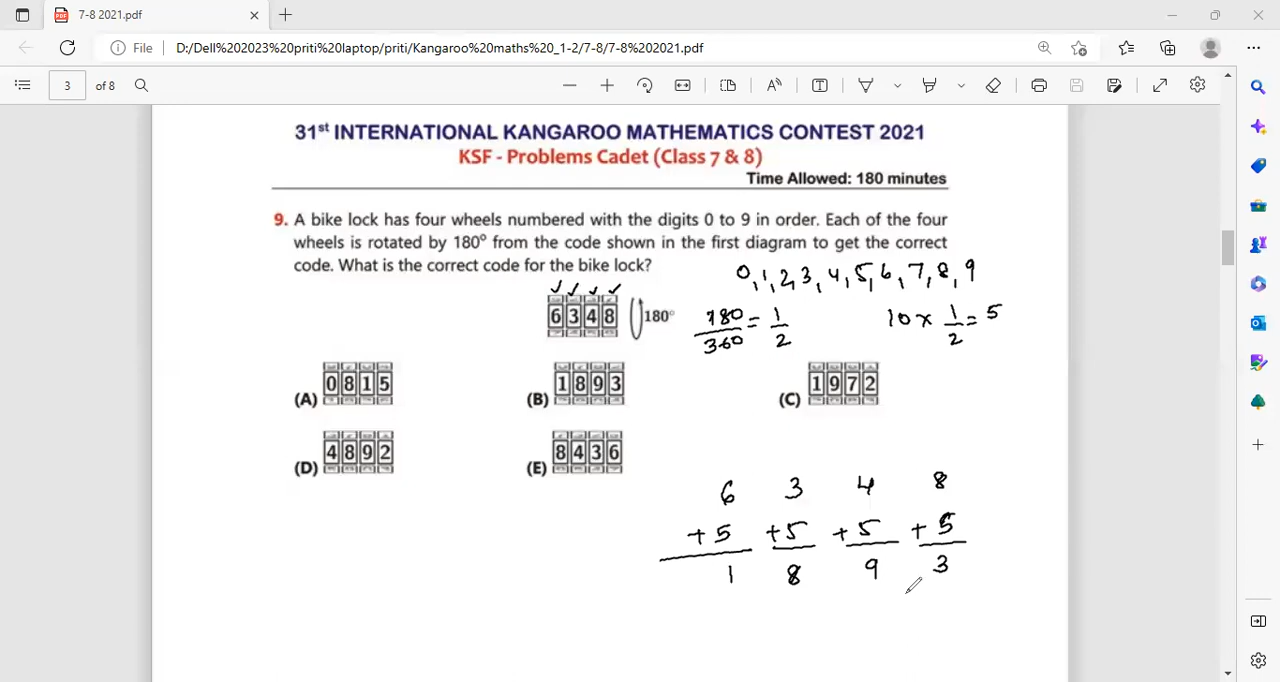 7-8 2021.pdf
File D:/Dell%202023%20priti%20laptop/priti/Kangaroo%20maths%20_1-2/7-8/7-8%202021.pdf
3 of 8
31st INTERNATIONAL KANGAROO MATHEMATICS CONTEST 2021
KSF - Problems Cadet (Class 7 & 8)
Time Allowed: 180 minutes
9. A bike lock has four wheels numbered with the digits 0 to 9 in order. Each of the four
wheels is rotated by 180° from the code shown in the first diagram to get the correct
code. What is the correct code for the bike lock?
0,1,2,3,4,5,6,7,8,9
6348 180°
180/360 = 1/2
10 × 1/2 = 5
(A) 0815
(B) 1893
(C) 1972
(D) 4892
(E) 8436
6 3 4 8
+5 +5 +5 +5
1 8 9 3